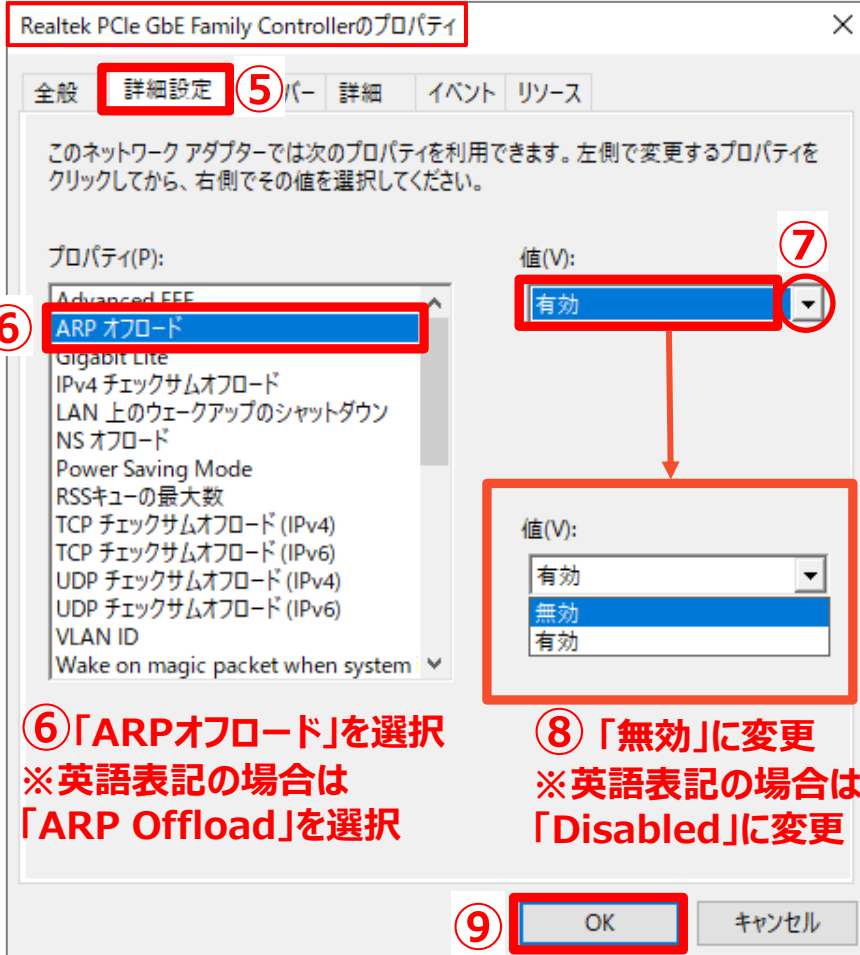 Realtek PCIe GbE Family Controllerのプロパティ
全般 詳細設定 ⑤ バー 詳細 イベント リソース
このネットワーク アダプターでは次のプロパティを利用できます。左側で変更するプロパティを
クリックしてから、右側でその値を選択してください。
⑦
プロパティ(P):
値(V):
Advanced EEE
⑥
ARP オフロード
有効
Gigabit Lite
IPv4 チェックサムオフロード
LAN 上のウェークアップのシャットダウン
NS オフロード
Power Saving Mode
RSSキューの最大数
TCP チェックサムオフロード (IPv4)
TCP チェックサムオフロード (IPv6)
UDP チェックサムオフロード (IPv4)
UDP チェックサムオフロード (IPv6)
VLAN ID
Wake on magic packet when system
値(V):
有効
無効
有効
⑥「ARPオフロード」を選択
※英語表記の場合は
「ARP Offload」を選択
⑧「無効」に変更
※英語表記の場合は
「Disabled」に変更
⑨ OK キャンセル